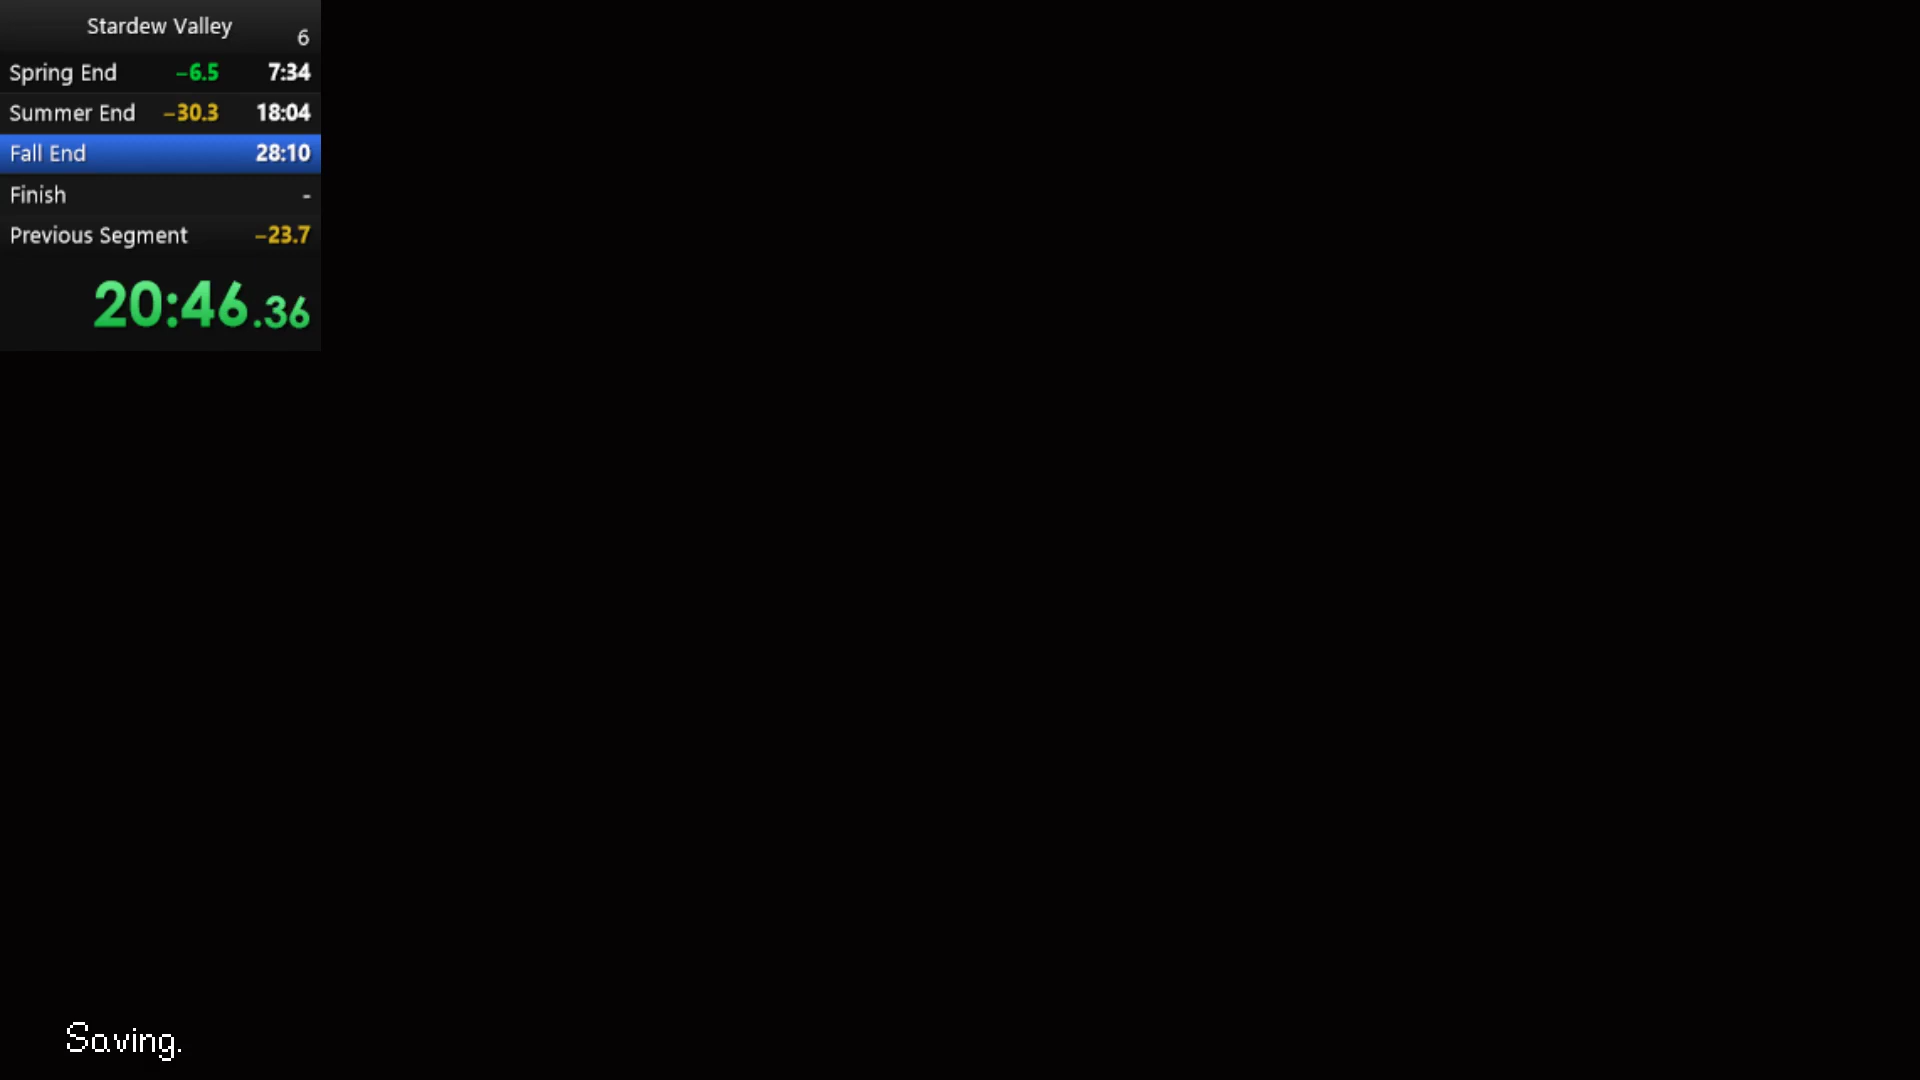 Stardew Valley
6
Spring End −6.5 7:34
Summer End −30.3 18:04
Fall End 28:10
Finish -
Previous Segment −23.7
20:46.36
Saving.